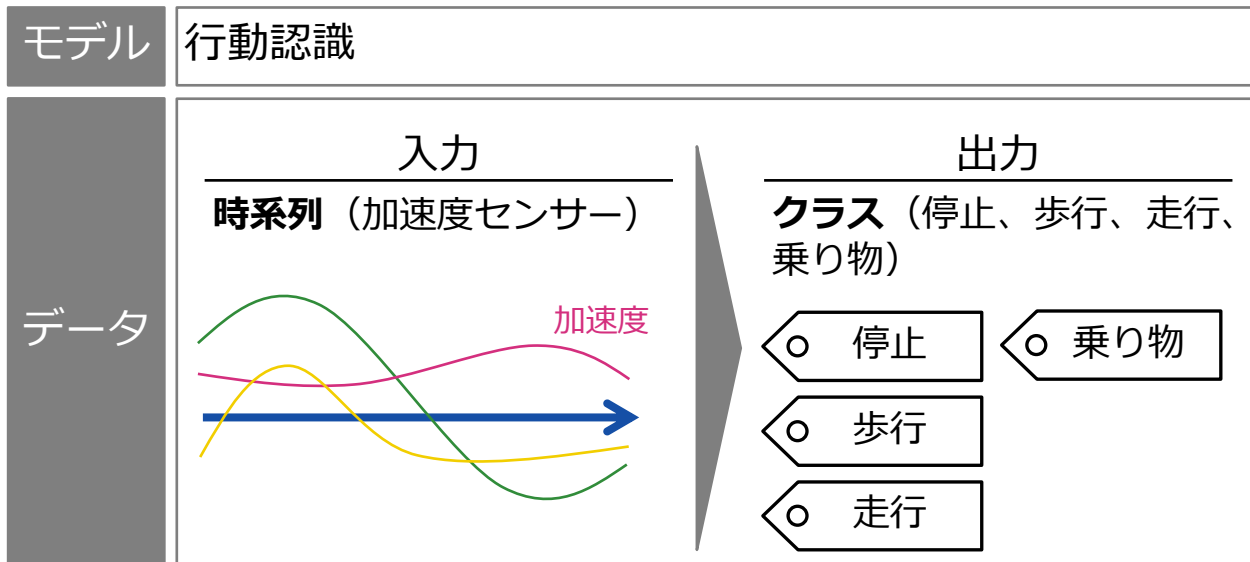 モデル
行動認識
データ
入力
時系列（加速度センサー）
加速度
出力
クラス（停止、歩行、走行、
乗り物）
停止
乗り物
歩行
走行